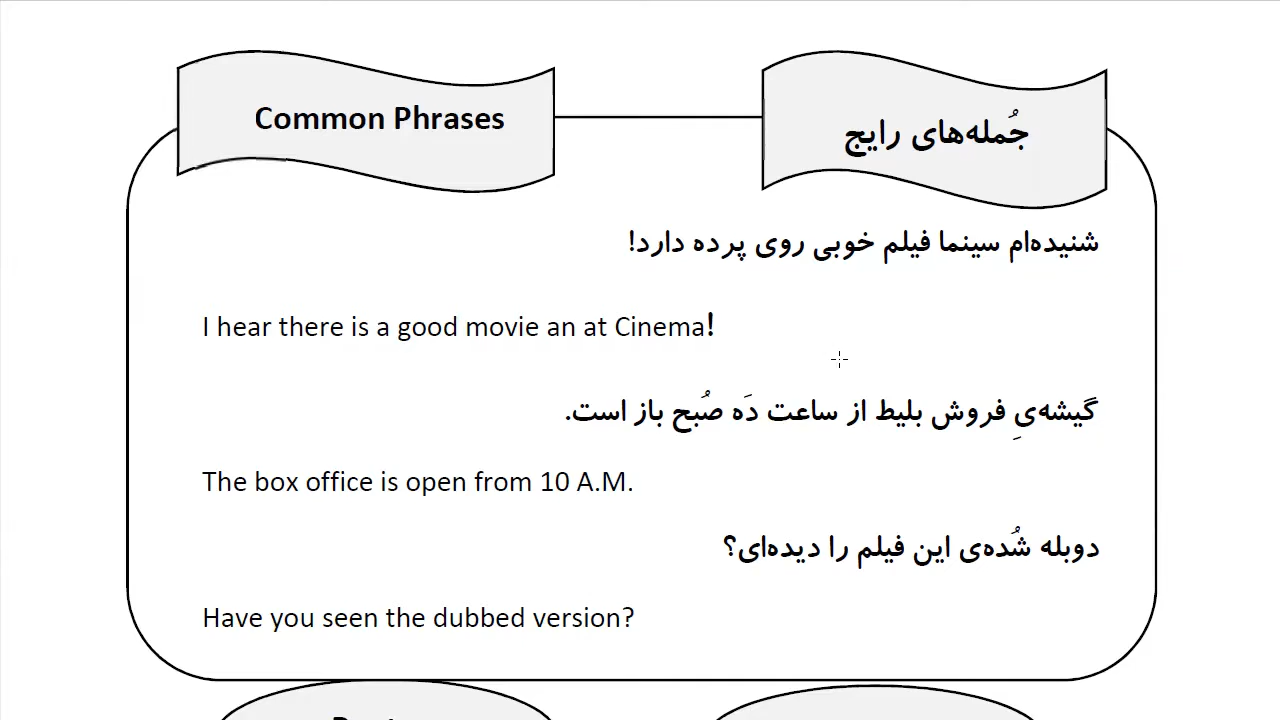 Common Phrases
جُمله‌های رایج
شنیده‌ام سینما فیلم خوبی روی پرده دارد!
I hear there is a good movie an at Cinema!
گیشه‌یِ فروش بلیط از ساعت دَه صُبح باز است.
The box office is open from 10 A.M.
دوبله شُده‌ی این فیلم را دیده‌ای؟
Have you seen the dubbed version?